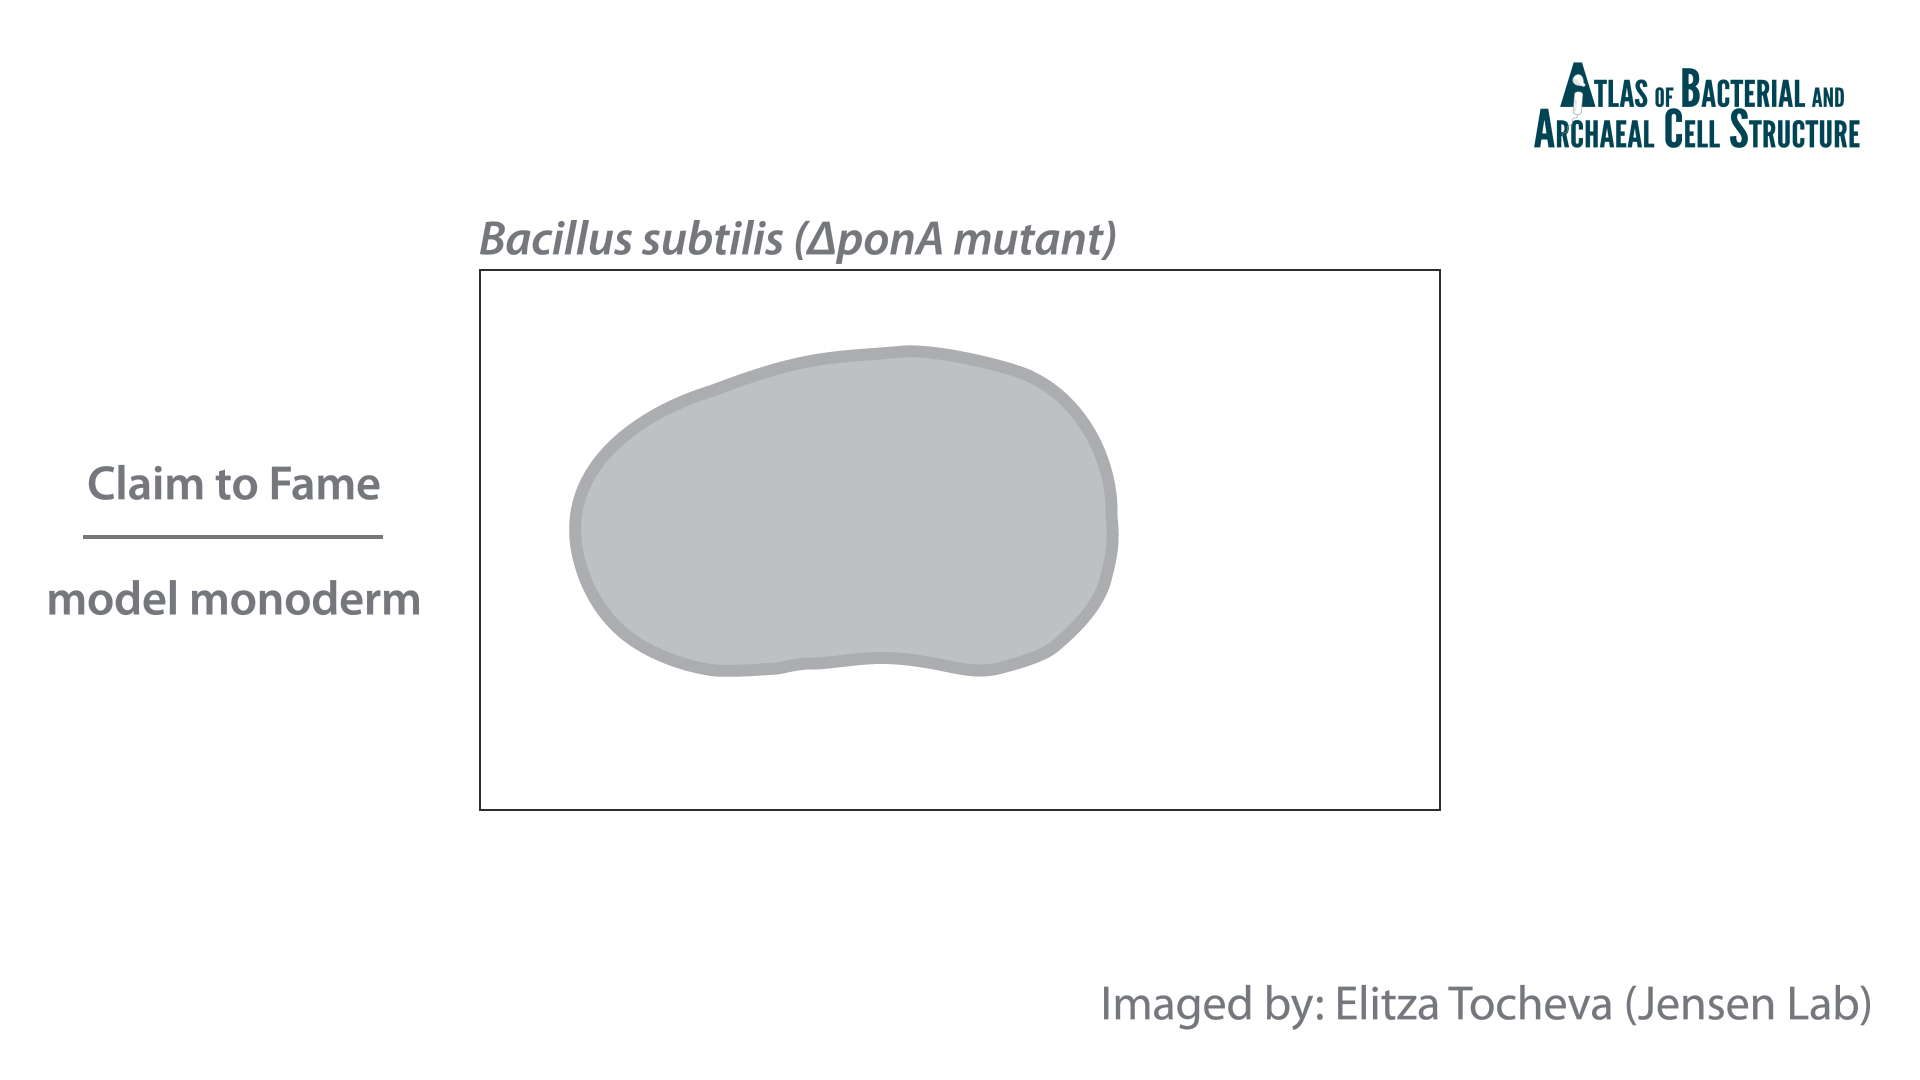 ATLAS OF BACTERIAL AND
ARCHAEAL CELL STRUCTURE
Bacillus subtilis (ΔponA mutant)
Claim to Fame
model monoderm
Imaged by: Elitza Tocheva (Jensen Lab)